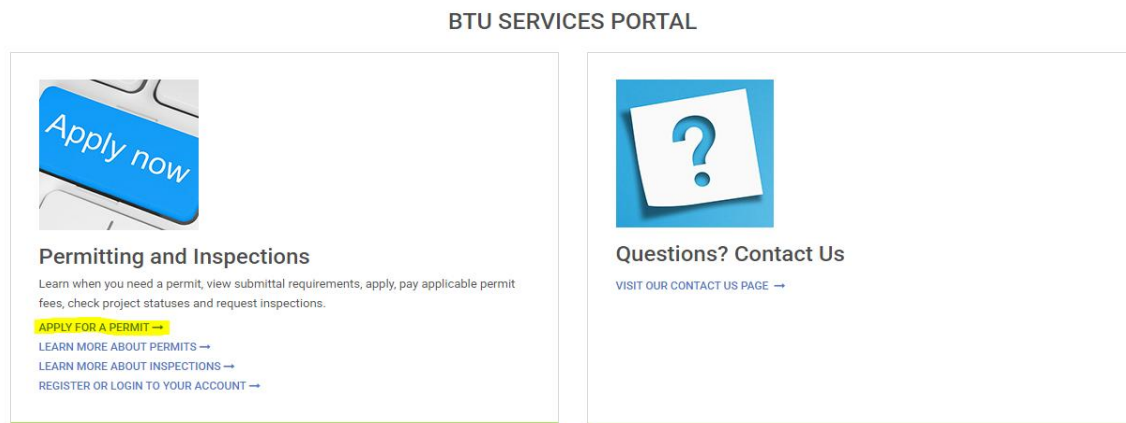 BTU SERVICES PORTAL
Apply now
Permitting and Inspections
Learn when you need a permit, view submittal requirements, apply, pay applicable permit
fees, check project statuses and request inspections.
APPLY FOR A PERMIT →
LEARN MORE ABOUT PERMITS →
LEARN MORE ABOUT INSPECTIONS →
REGISTER OR LOGIN TO YOUR ACCOUNT →
?
Questions? Contact Us
VISIT OUR CONTACT US PAGE →